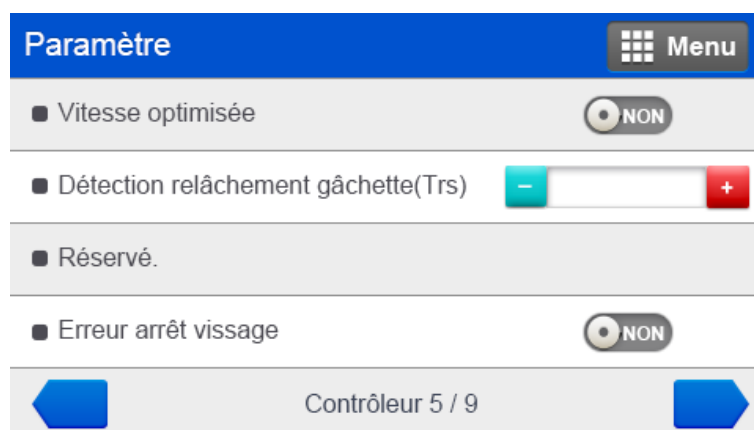 Paramètre
Menu
Vitesse optimisée
NON
Détection relâchement gâchette(Trs)
- +
Réservé.
Erreur arrêt vissage
NON
Contrôleur 5 / 9